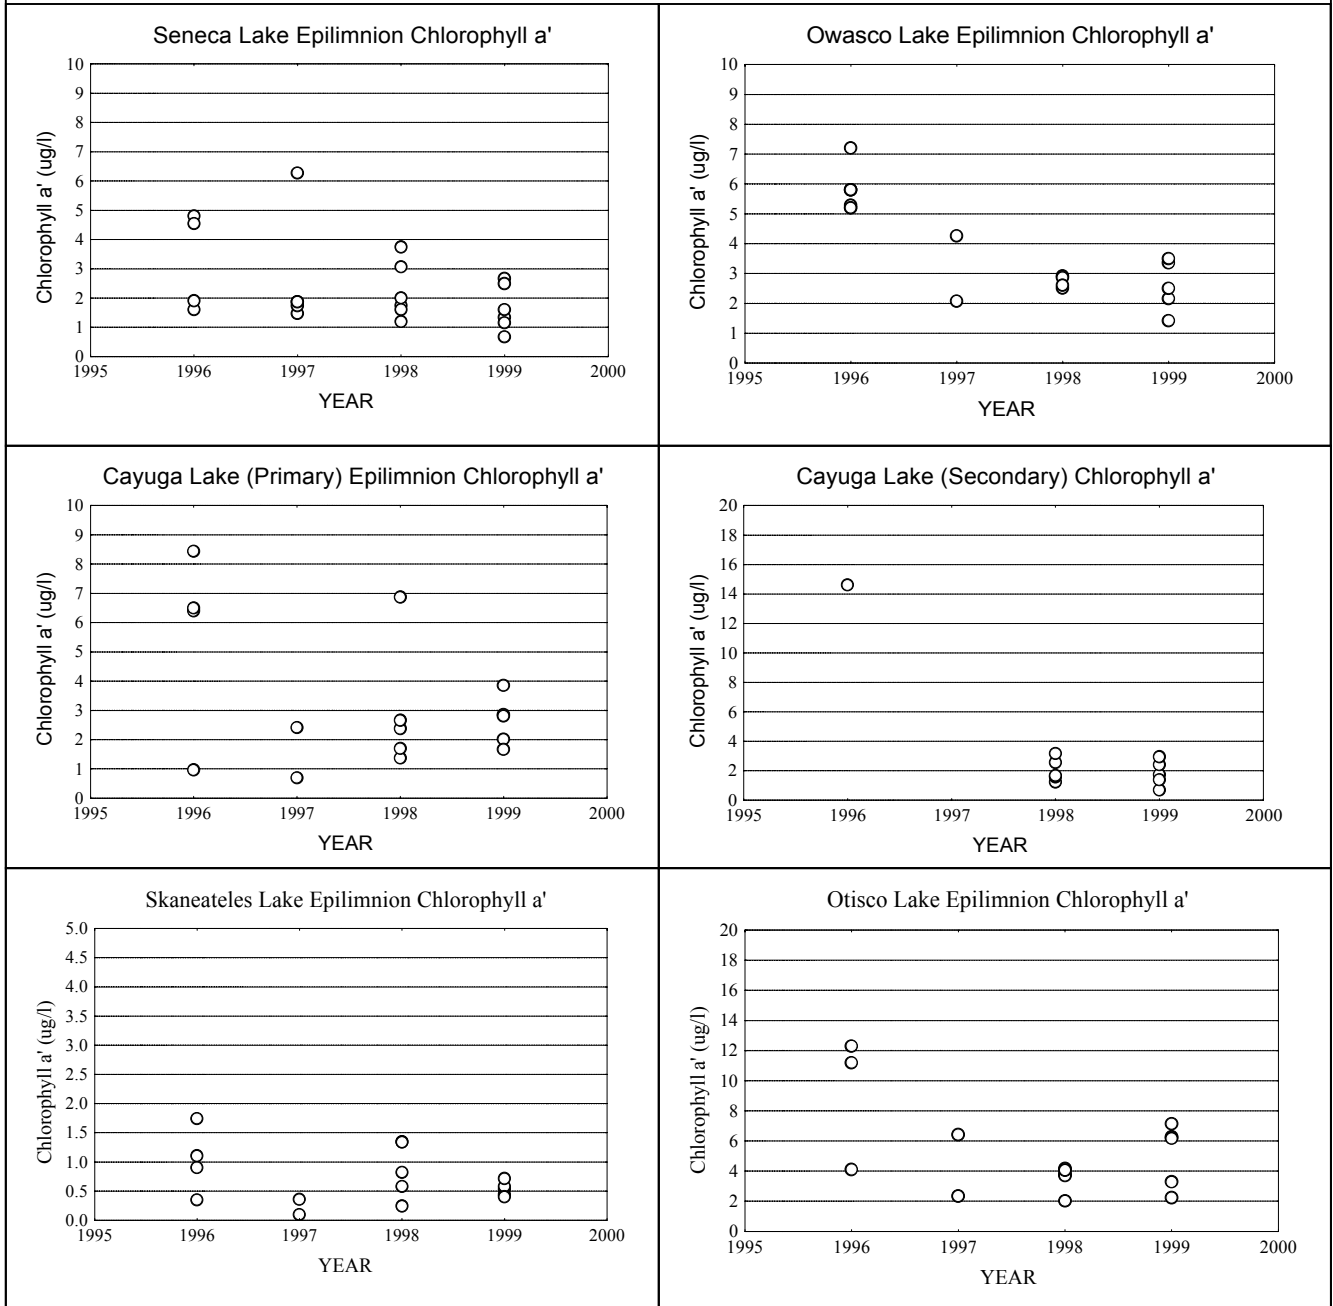 Seneca Lake Epilimnion Chlorophyll a'
10
9
8
7
6
5
4
3
2
1
0
Chlorophyll a' (ug/l)
1995 1996 1997 1998 1999 2000
YEAR
Owasco Lake Epilimnion Chlorophyll a'
10
9
8
7
6
5
4
3
2
1
0
Chlorophyll a' (ug/l)
1995 1996 1997 1998 1999 2000
YEAR
Cayuga Lake (Primary) Epilimnion Chlorophyll a'
10
9
8
7
6
5
4
3
2
1
0
Chlorophyll a' (ug/l)
1995 1996 1997 1998 1999 2000
YEAR
Cayuga Lake (Secondary) Chlorophyll a'
20
18
16
14
12
10
8
6
4
2
0
Chlorophyll a' (ug/l)
1995 1996 1997 1998 1999 2000
YEAR
Skaneateles Lake Epilimnion Chlorophyll a'
5.0
4.5
4.0
3.5
3.0
2.5
2.0
1.5
1.0
0.5
0.0
Chlorophyll a' (ug/l)
1995 1996 1997 1998 1999 2000
YEAR
Otisco Lake Epilimnion Chlorophyll a'
20
18
16
14
12
10
8
6
4
2
0
Chlorophyll a' (ug/l)
1995 1996 1997 1998 1999 2000
YEAR